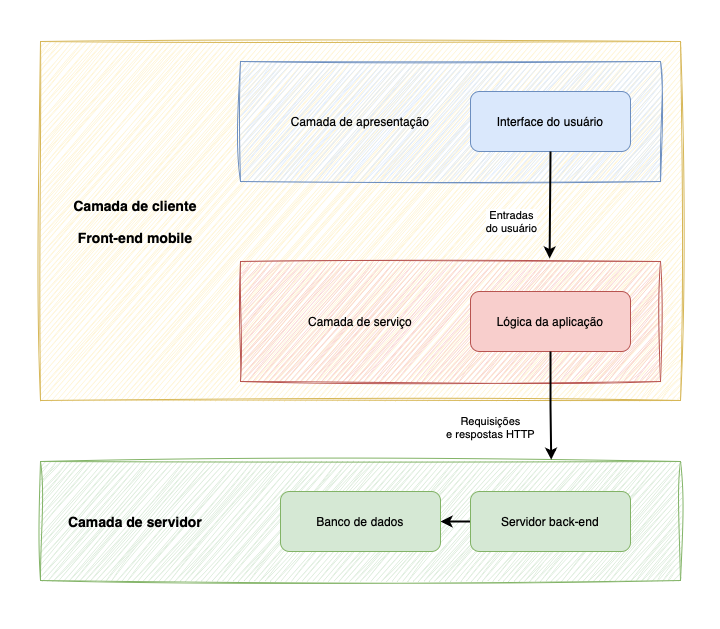 Camada de apresentação
Interface do usuário
Camada de cliente
Front-end mobile
Entradas
do usuário
Camada de serviço
Lógica da aplicação
Requisições
e respostas HTTP
Camada de servidor
Banco de dados
Servidor back-end